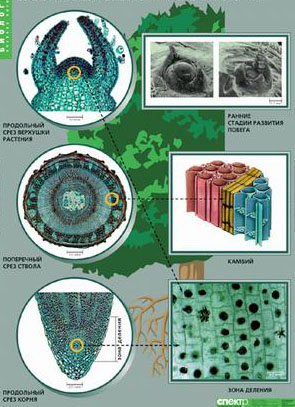 БИОЛОГИЯ
ПРОДОЛЬНЫЙ
СРЕЗ ВЕРХУШКИ
РАСТЕНИЯ
РАННИЕ
СТАДИИ РАЗВИТИЯ
ПОБЕГА
ПОПЕРЕЧНЫЙ
СРЕЗ СТВОЛА
КАМБИЙ
ЗОНА ДЕЛЕНИЯ
ПРОДОЛЬНЫЙ
СРЕЗ КОРНЯ
ЗОНА ДЕЛЕНИЯ
спектр